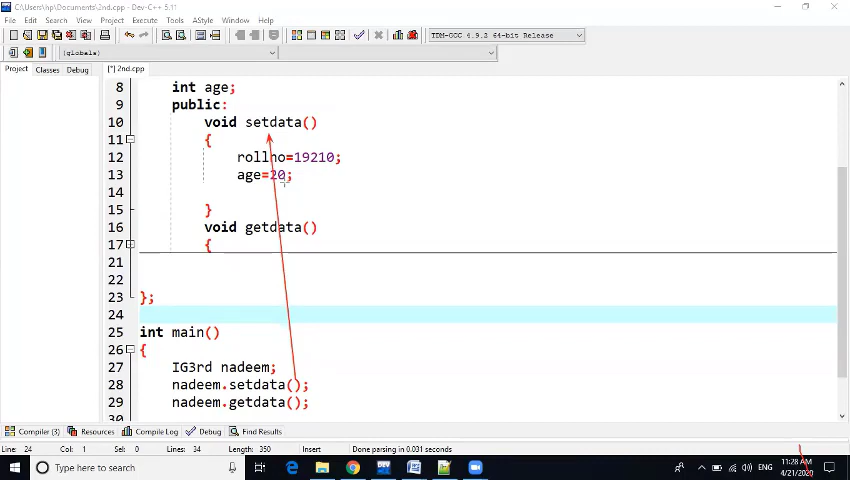 C:\Users\hp\Documents\2nd.cpp - Dev-C++ 5.11
File Edit Search View Project Execute Tools AStyle Window Help
TDM-GCC 4.9.2 64-bit Release
(globals)
Project Classes Debug [*] 2nd.cpp
8 int age;
9 public:
10 void setdata()
11 {
12 rollno=19210;
13 age=20;
14
15 }
16 void getdata()
17 {
21
22
23 };
24
25 int main()
26 {
27 IG3rd nadeem;
28 nadeem.setdata();
29 nadeem.getdata();
30
Compiler (3) Resources Compile Log Debug Find Results
Line: 24 Col: 1 Sel: 0 Lines: 34 Length: 350 Insert Done parsing in 0.031 seconds
Type here to search
ENG
11:28 AM
4/21/2020